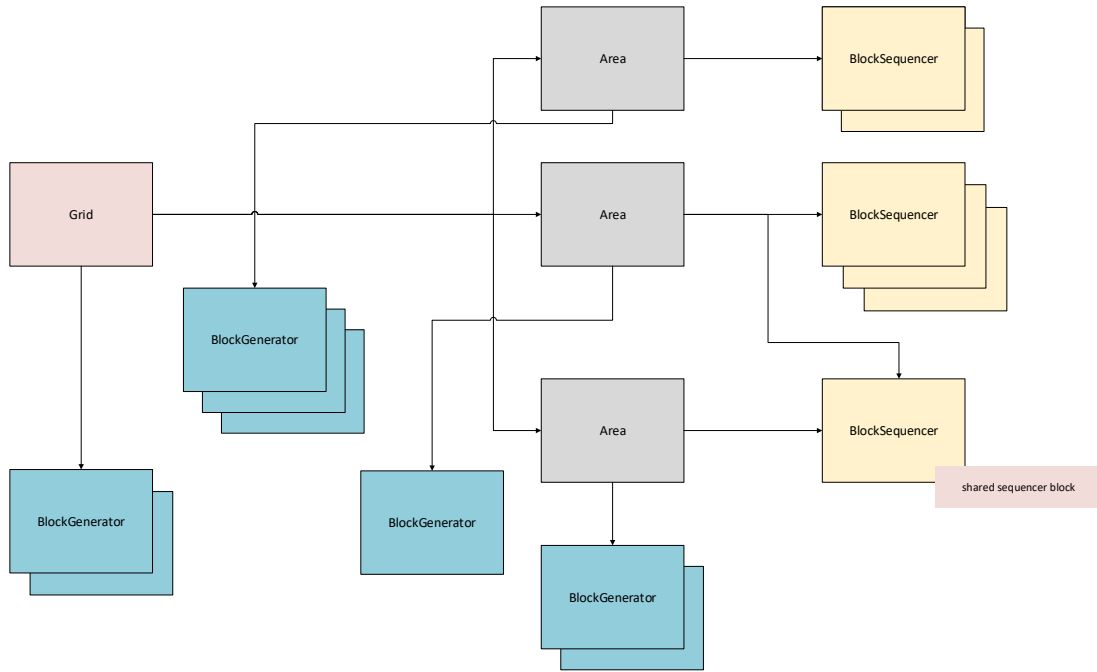 Area
BlockSequencer
Grid
Area
BlockSequencer
BlockGenerator
Area
BlockSequencer
shared sequencer block
BlockGenerator
BlockGenerator
BlockGenerator